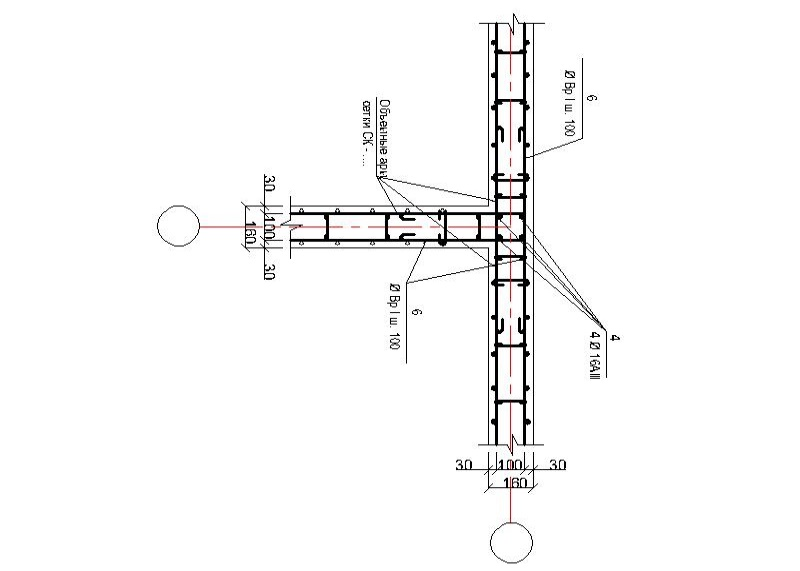 6
Ø Вр I ш. 100
Объемные арм
сетки СК - ....
30
100
160
30
6
Ø Вр I ш. 100
4
4 Ø 16АIII
30
100
30
160